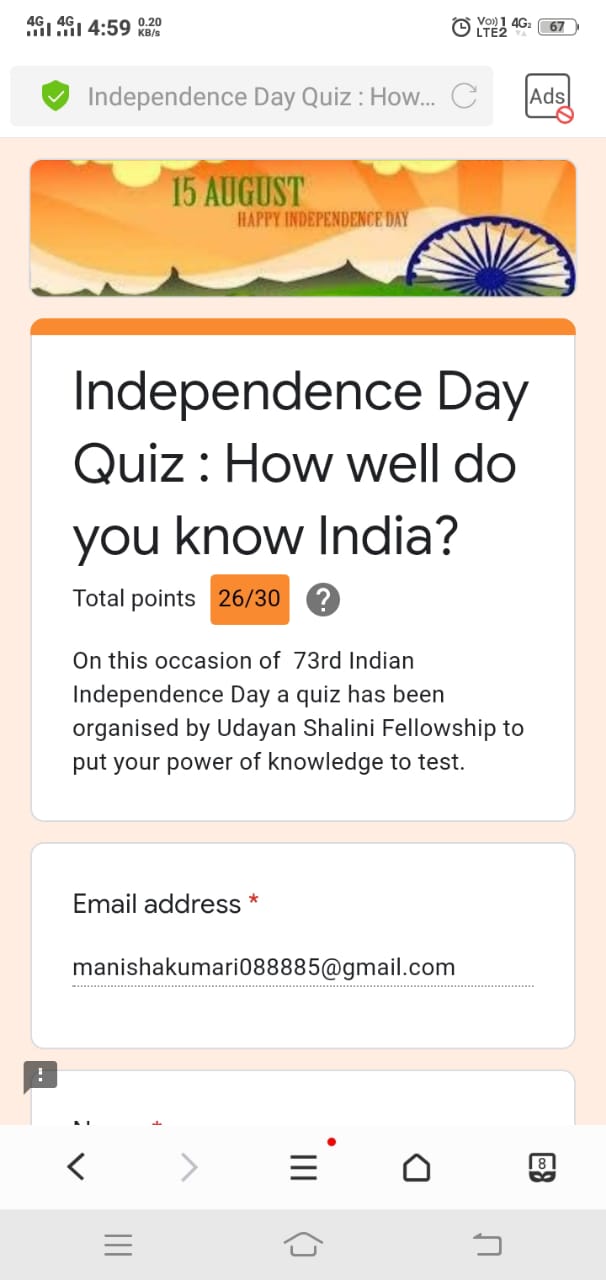 4G 4G 4:59 0.20 KB/s Vo) 1 4G2 LTE2 67
Independence Day Quiz : How... Ads
15 AUGUST
HAPPY INDEPENDENCE DAY
Independence Day
Quiz : How well do
you know India?
Total points 26/30 ?
On this occasion of 73rd Indian
Independence Day a quiz has been
organised by Udayan Shalini Fellowship to
put your power of knowledge to test.
Email address *
manishakumari088885@gmail.com
!
8